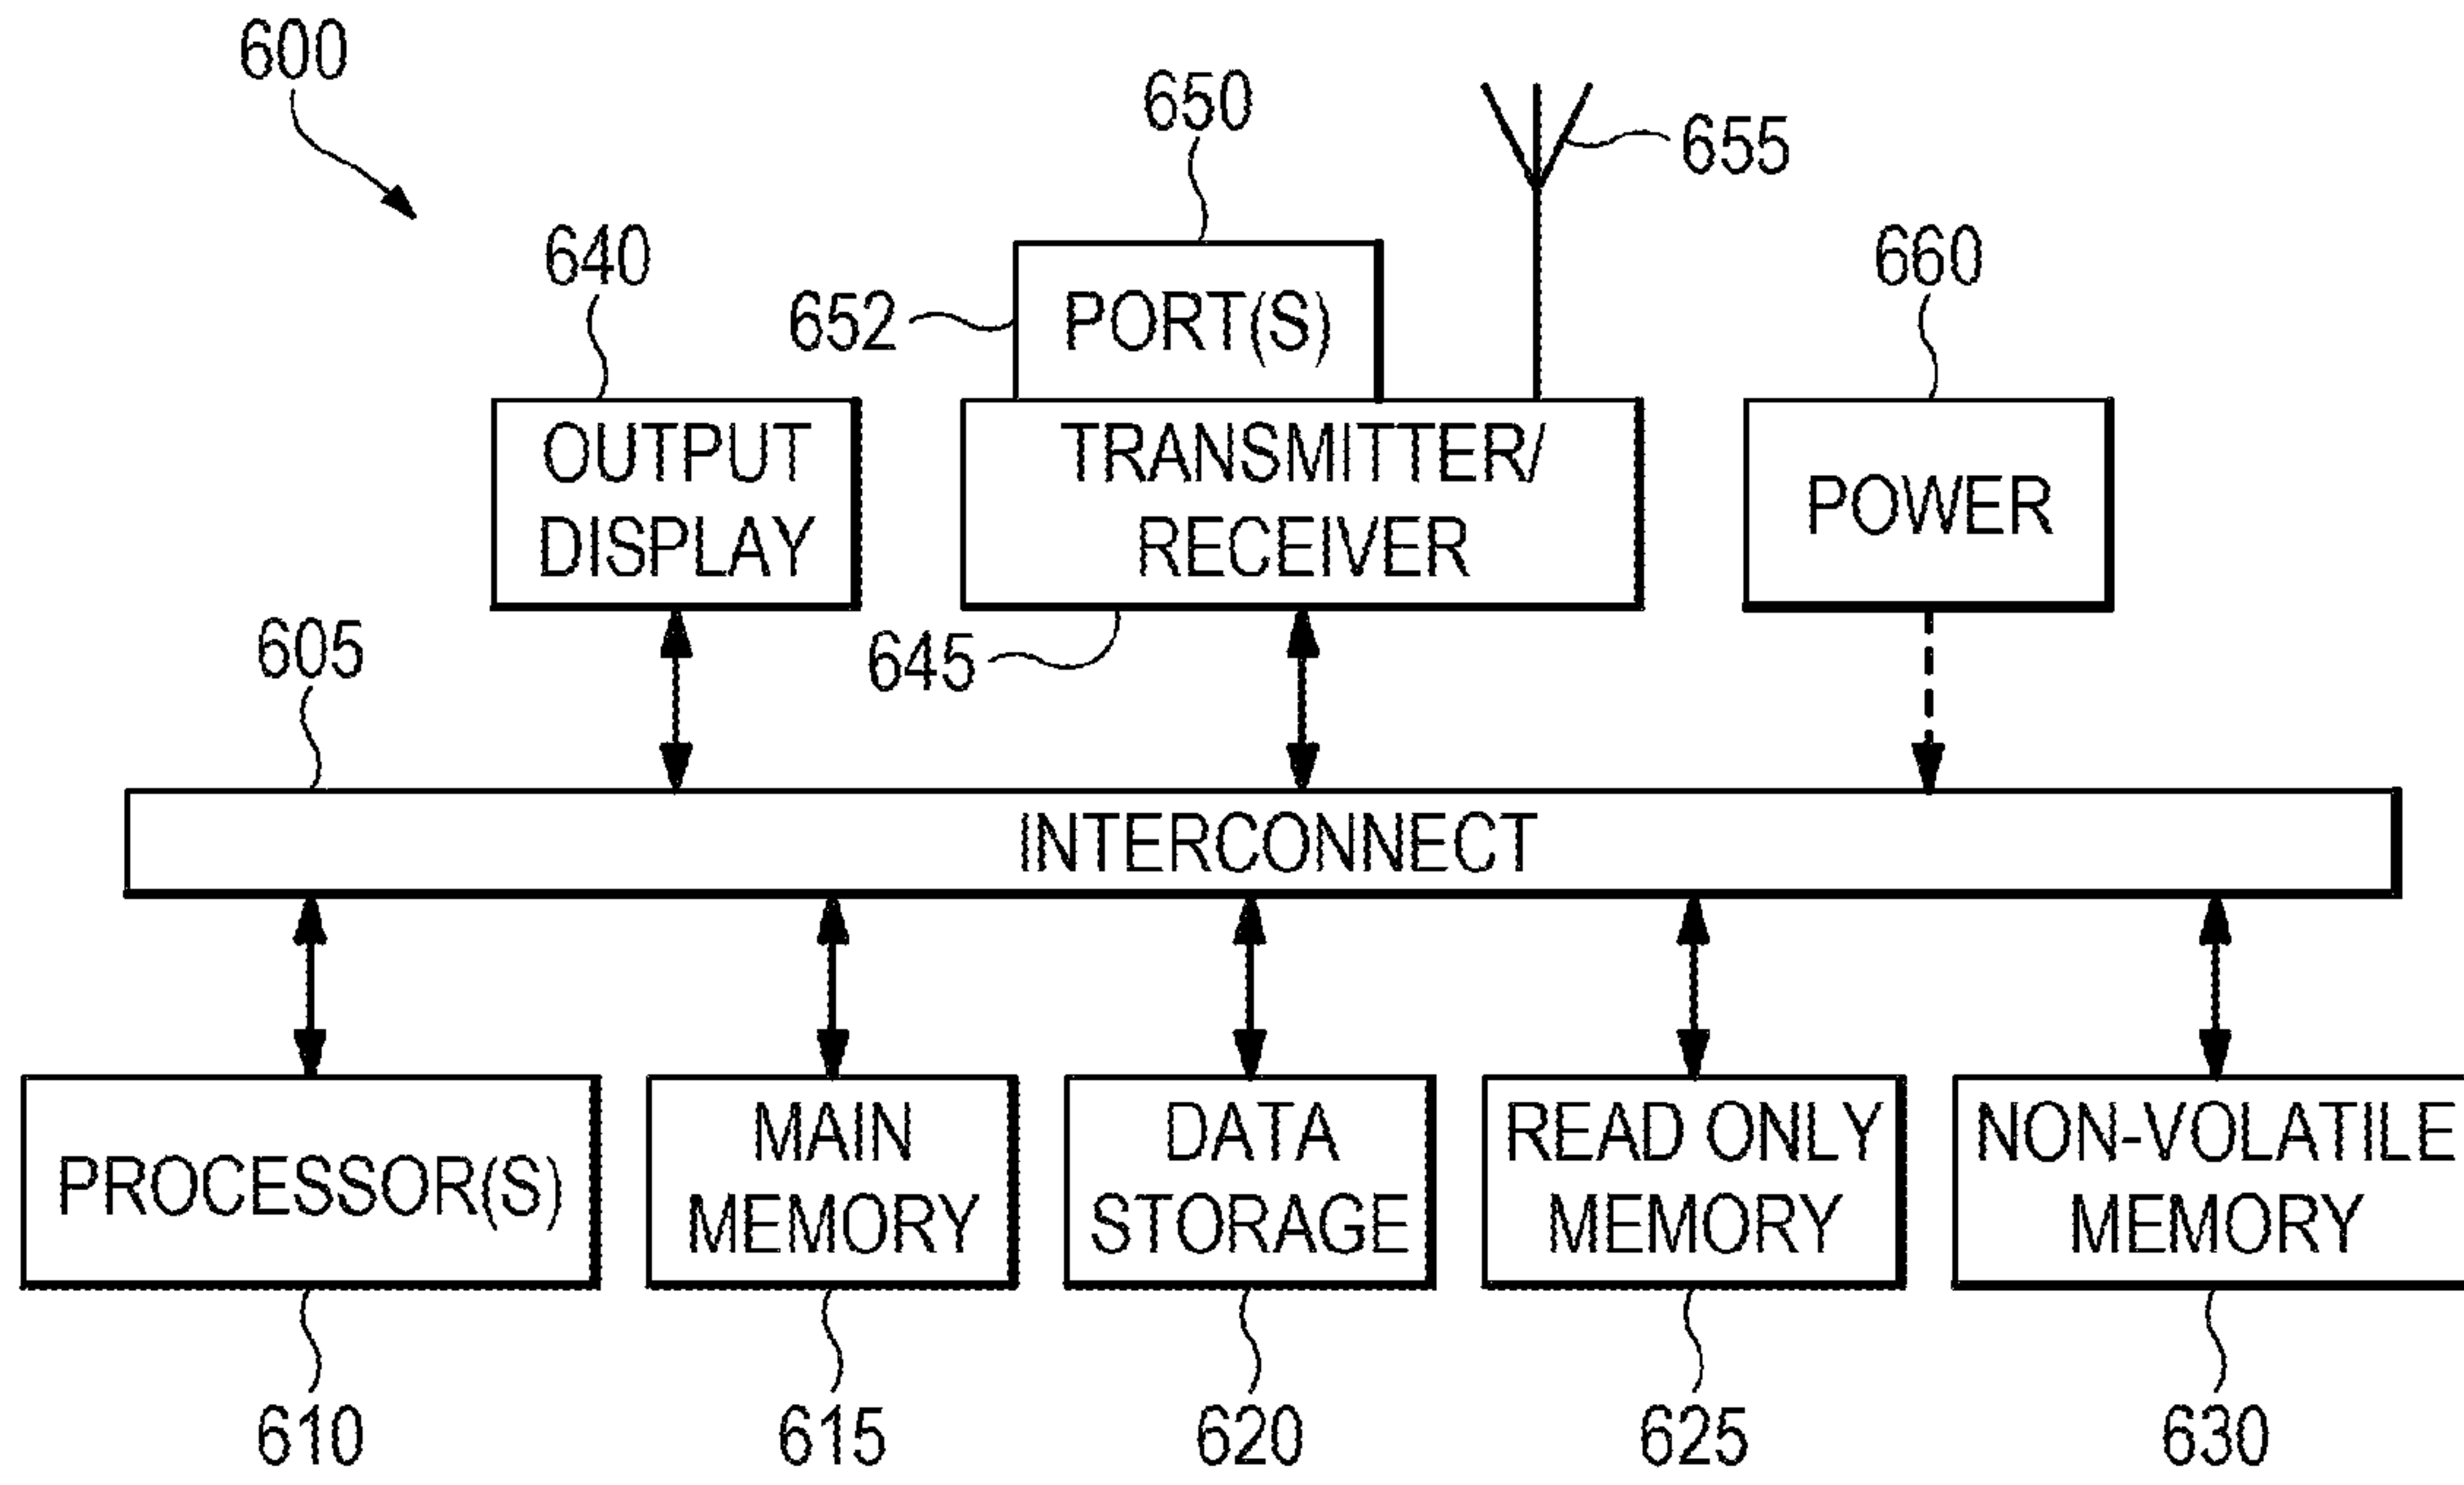 600
650
655
640
660
652
PORT(S)
OUTPUT
DISPLAY
TRANSMITTER/
RECEIVER
POWER
605
645
INTERCONNECT
PROCESSOR(S)
MAIN
MEMORY
DATA
STORAGE
READ ONLY
MEMORY
NON-VOLATILE
MEMORY
610
615
620
625
630